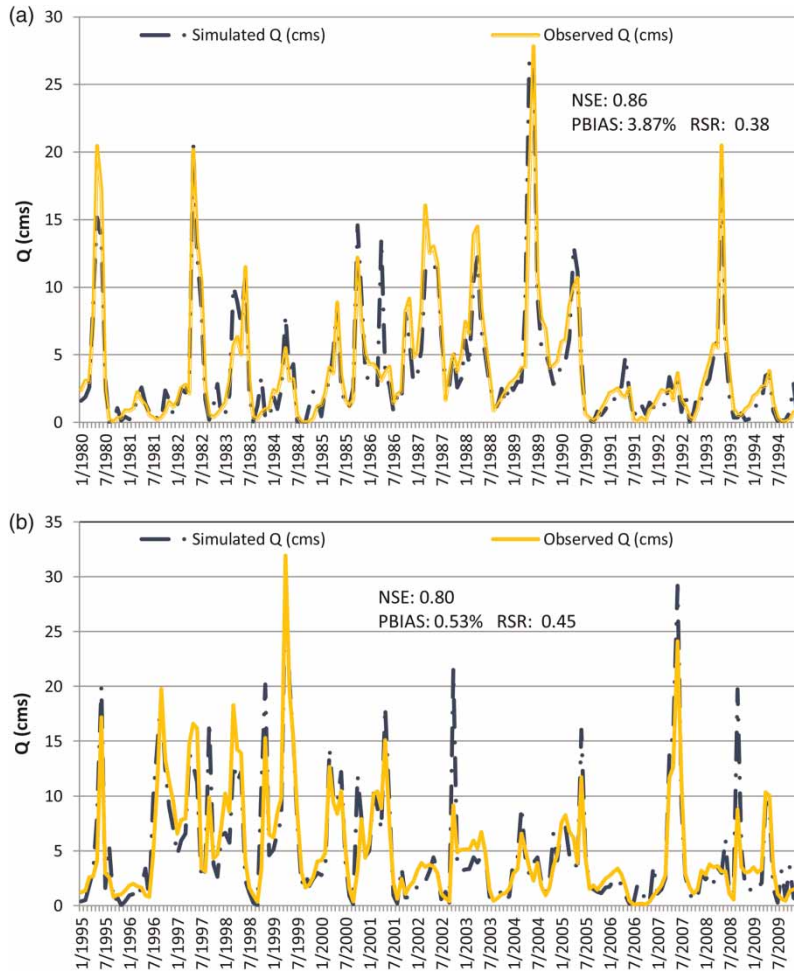 (a)
30
25
20
15
10
5
0
Q (cms)
Simulated Q (cms) Observed Q (cms)
NSE: 0.86
PBIAS: 3.87% RSR: 0.38
1/1980 7/1980 1/1981 7/1981 1/1982 7/1982 1/1983 7/1983 1/1984 7/1984 1/1985 7/1985 1/1986 7/1986 1/1987 7/1987 1/1988 7/1988 1/1989 7/1989 1/1990 7/1990 1/1991 7/1991 1/1992 7/1992 1/1993 7/1993 1/1994 7/1994
(b)
35
30
25
20
15
10
5
0
Q (cms)
Simulated Q (cms) Observed Q (cms)
NSE: 0.80
PBIAS: 0.53% RSR: 0.45
1/1995 7/1995 1/1996 7/1996 1/1997 7/1997 1/1998 7/1998 1/1999 7/1999 1/2000 7/2000 1/2001 7/2001 1/2002 7/2002 1/2003 7/2003 1/2004 7/2004 1/2005 7/2005 1/2006 7/2006 1/2007 7/2007 1/2008 7/2008 1/2009 7/2009